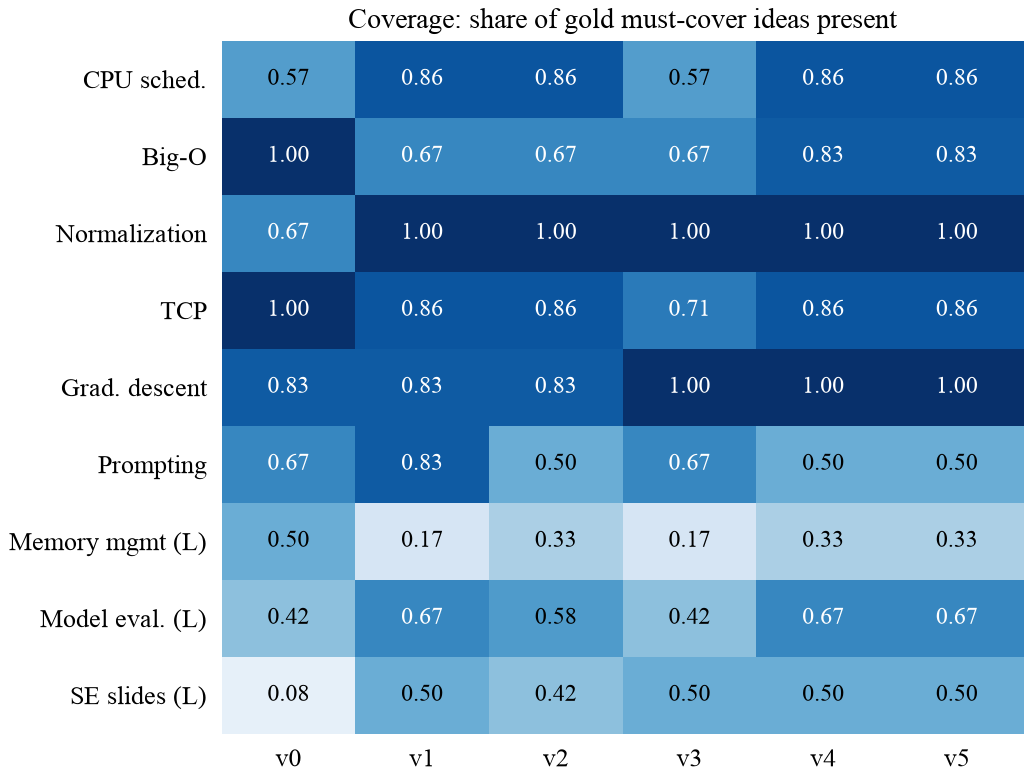 Coverage: share of gold must-cover ideas present
CPU sched. 0.57 0.86 0.86 0.57 0.86 0.86
Big-O 1.00 0.67 0.67 0.67 0.83 0.83
Normalization 0.67 1.00 1.00 1.00 1.00 1.00
TCP 1.00 0.86 0.86 0.71 0.86 0.86
Grad. descent 0.83 0.83 0.83 1.00 1.00 1.00
Prompting 0.67 0.83 0.50 0.67 0.50 0.50
Memory mgmt (L) 0.50 0.17 0.33 0.17 0.33 0.33
Model eval. (L) 0.42 0.67 0.58 0.42 0.67 0.67
SE slides (L) 0.08 0.50 0.42 0.50 0.50 0.50
v0 v1 v2 v3 v4 v5